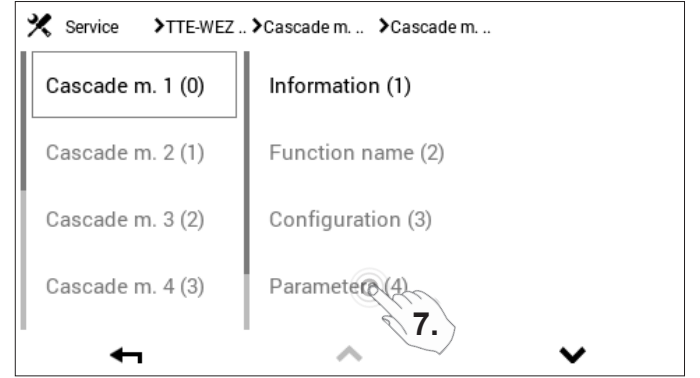 Service >TTE-WEZ .. >Cascade m. .. >Cascade m. ..
Cascade m. 1 (0)
Information (1)
Cascade m. 2 (1)
Function name (2)
Cascade m. 3 (2)
Configuration (3)
Cascade m. 4 (3)
Parametere (4)
7.